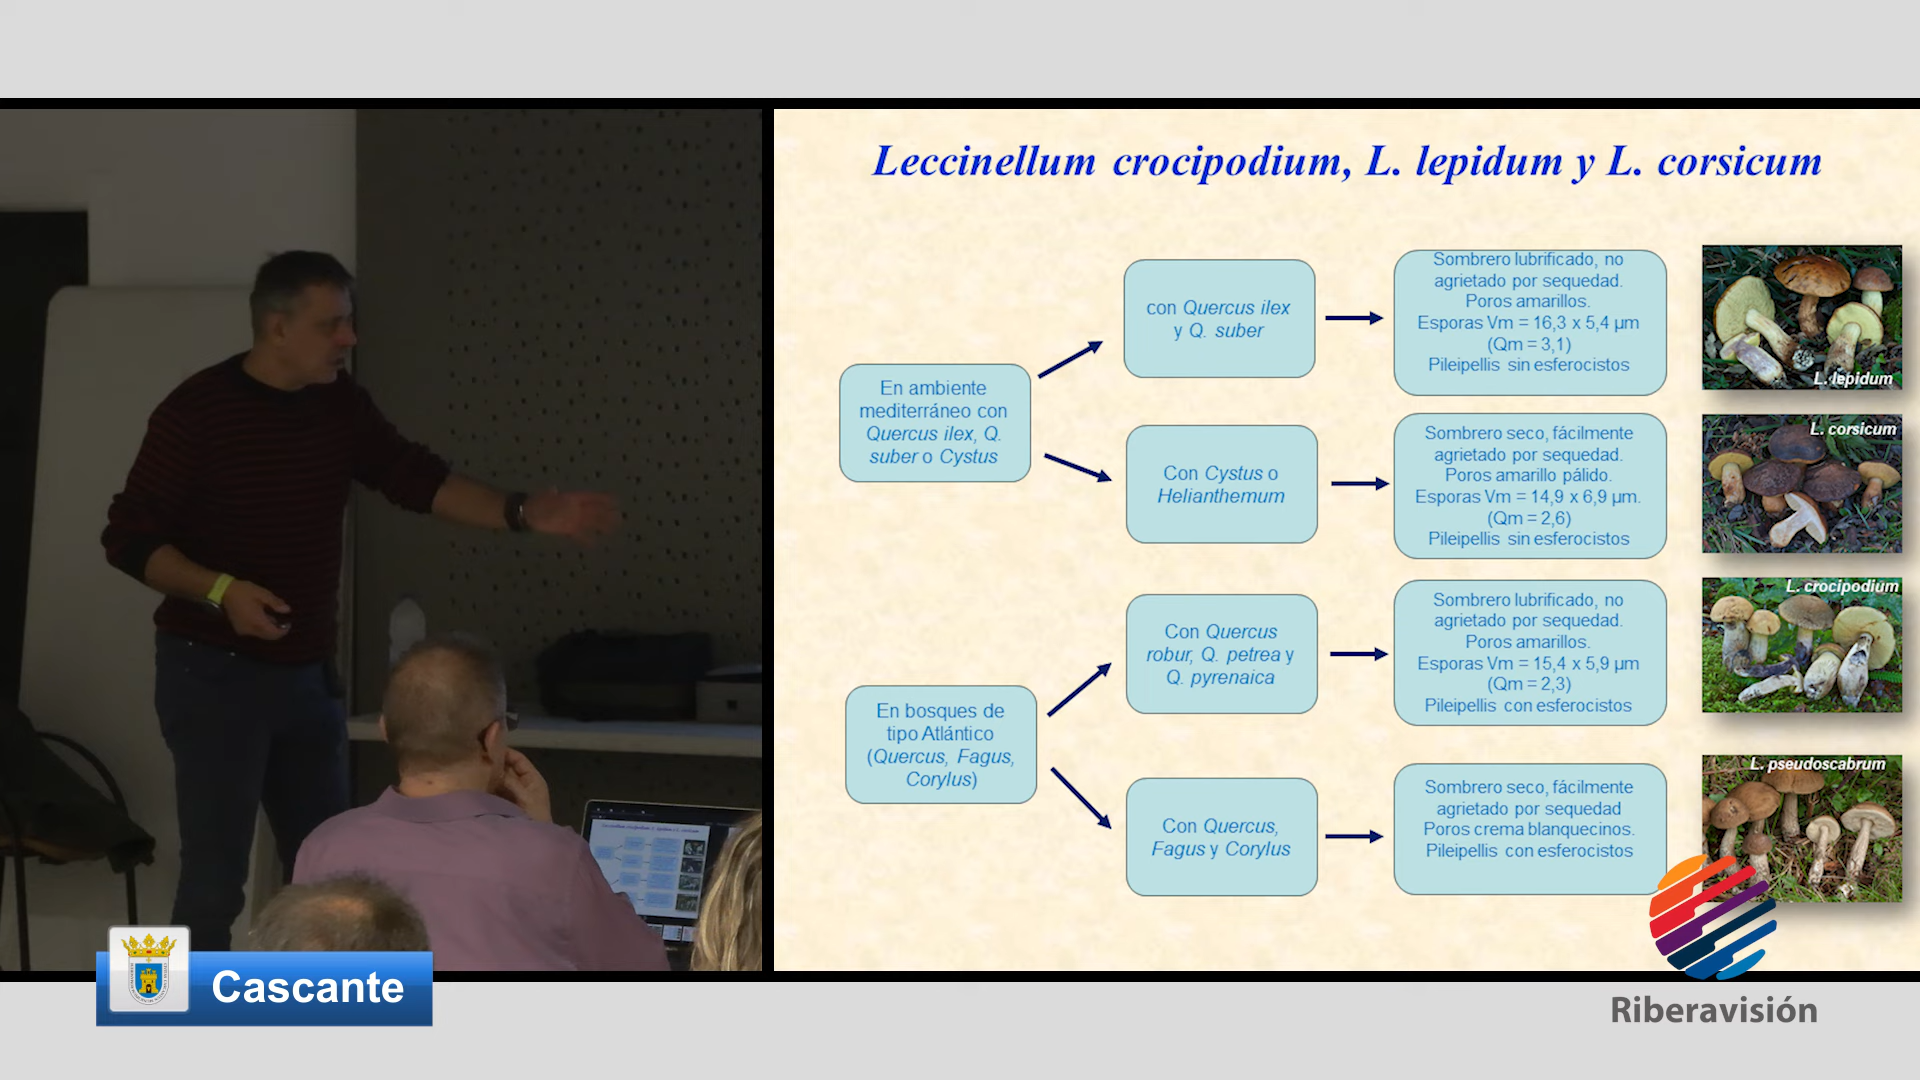 Leccinellum crocipodium, L. lepidum y L. corsicum
En ambiente
mediterráneo con
Quercus ilex, Q.
suber o Cystus
con Quercus ilex
y Q. suber
Sombrero lubrificado, no
agrietado por sequedad.
Poros amarillos.
Esporas Vm = 16,3 x 5,4 µm
(Qm = 3,1)
Pileipellis sin esferocistos
L. lepidum
Con Cystus o
Helianthemum
Sombrero seco, fácilmente
agrietado por sequedad.
Poros amarillo pálido.
Esporas Vm = 14,9 x 6,9 µm.
(Qm = 2,6)
Pileipellis sin esferocistos
L. corsicum
En bosques de
tipo Atlántico
(Quercus, Fagus,
Corylus)
Con Quercus
robur, Q. petrea y
Q. pyrenaica
Sombrero lubrificado, no
agrietado por sequedad.
Poros amarillos.
Esporas Vm = 15,4 x 5,9 µm
(Qm = 2,3)
Pileipellis con esferocistos
L. crocipodium
Con Quercus,
Fagus y Corylus
Sombrero seco, fácilmente
agrietado por sequedad
Poros crema blanquecinos.
Pileipellis con esferocistos
L. pseudoscabrum
Cascante
Riberavisión